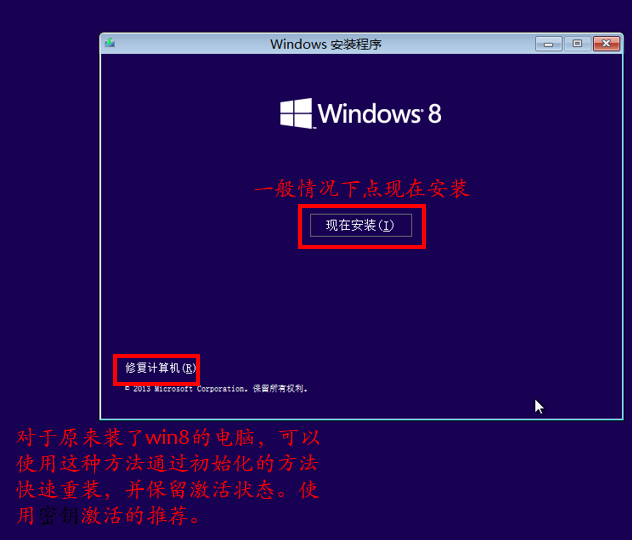 Windows 安装程序
Windows 8
一般情况下点现在安装
现在安装(I)
修复计算机(R)
© 2013 Microsoft Corporation. 保留所有权利。
对于原来装了win8的电脑，可以
使用这种方法通过初始化的方法
快速重装，并保留激活状态。使
用密钥激活的推荐。